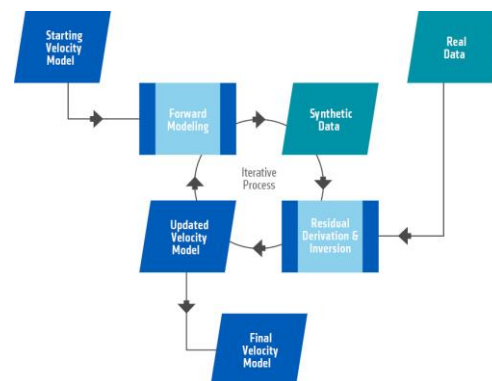 Starting
Velocity
Model
Real
Data
Forward
Modeling
Synthetic
Data
Iterative
Process
Updated
Velocity
Model
Residual
Derivation &
Inversion
Final
Velocity
Model